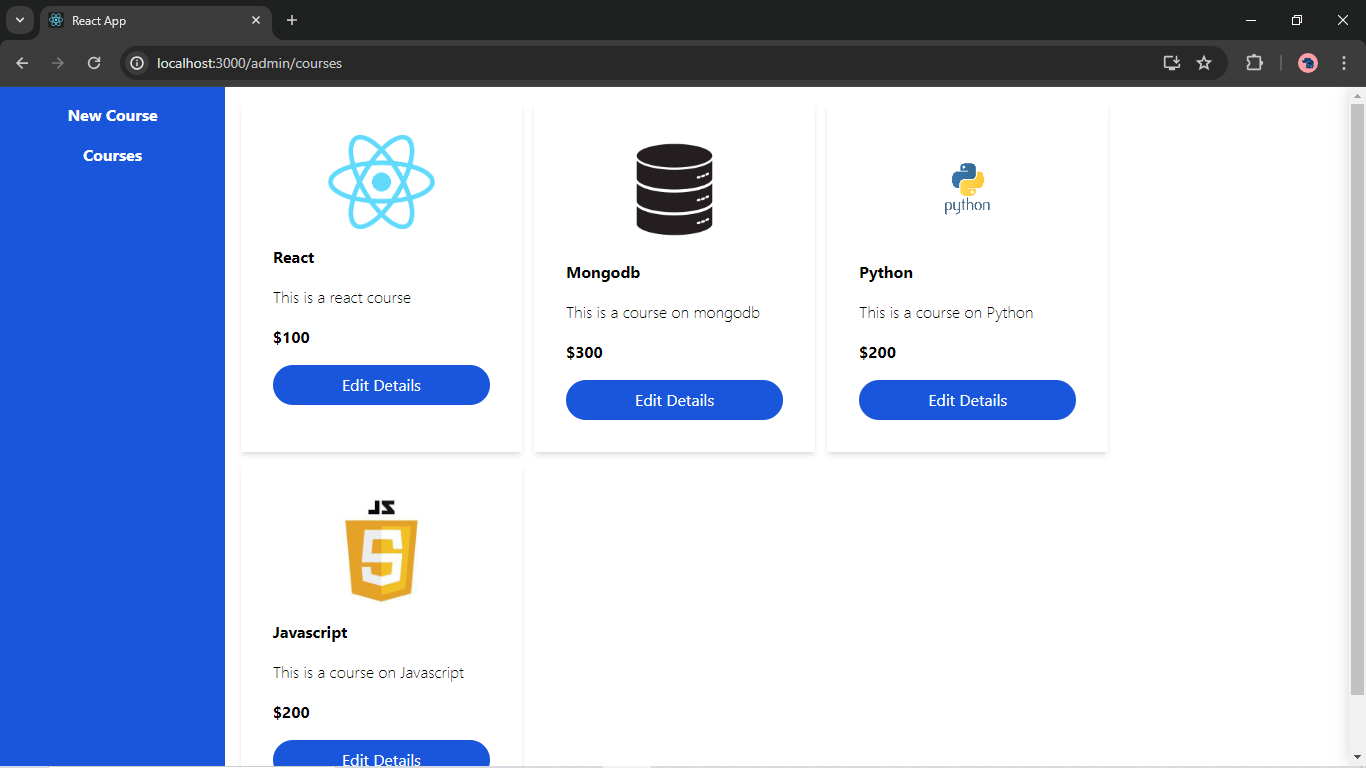 React App
localhost:3000/admin/courses
New Course
Courses
React
This is a react course
$100
Edit Details
Mongodb
This is a course on mongodb
$300
Edit Details
python
Python
This is a course on Python
$200
Edit Details
JS
5
Javascript
This is a course on Javascript
$200
Edit Details